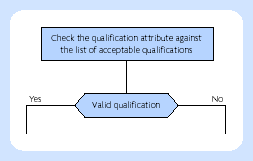 Check the qualification attribute against
the list of acceptable qualifications
Yes
Valid qualification
No